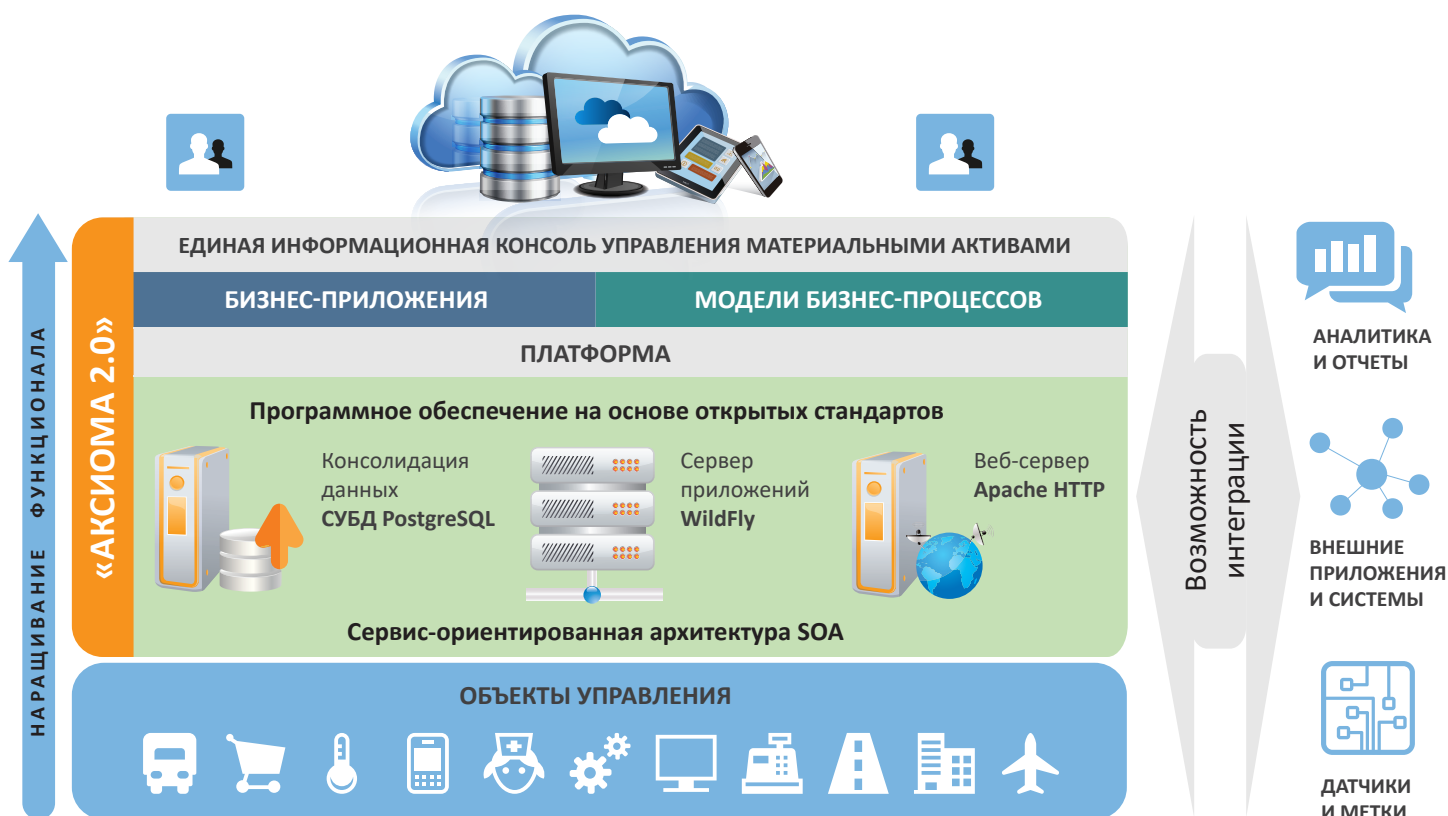 ЕДИНАЯ ИНФОРМАЦИОННАЯ КОНСОЛЬ УПРАВЛЕНИЯ МАТЕРИАЛЬНЫМИ АКТИВАМИ
БИЗНЕС-ПРИЛОЖЕНИЯ
МОДЕЛИ БИЗНЕС-ПРОЦЕССОВ
ПЛАТФОРМА
НАРАЩИВАНИЕ ФУНКЦИОНАЛА
«АКСИОМА 2.0»
Программное обеспечение на основе открытых стандартов
Консолидация
данных
СУБД PostgreSQL
Сервер
приложений
WildFly
Веб-сервер
Apache HTTP
Сервис-ориентированная архитектура SOA
ОБЪЕКТЫ УПРАВЛЕНИЯ
Возможность
интеграции
АНАЛИТИКА
И ОТЧЕТЫ
ВНЕШНИЕ
ПРИЛОЖЕНИЯ
И СИСТЕМЫ
ДАТЧИКИ
И МЕТКИ